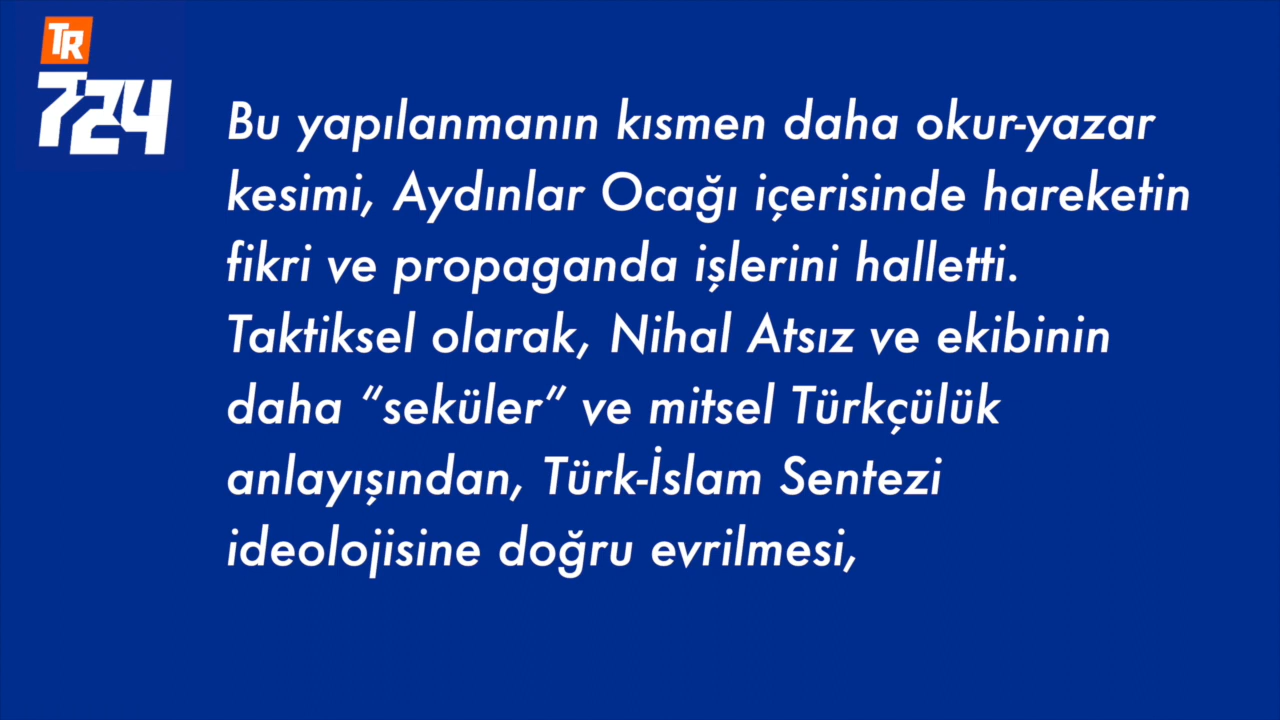 TR
724
Bu yapılanmanın kısmen daha okur-yazar
kesimi, Aydınlar Ocağı içerisinde hareketin
fikri ve propaganda işlerini halletti.
Taktiksel olarak, Nihal Atsız ve ekibinin
daha “seküler” ve mitsel Türkçülük
anlayışından, Türk-İslam Sentezi
ideolojisine doğru evrilmesi,